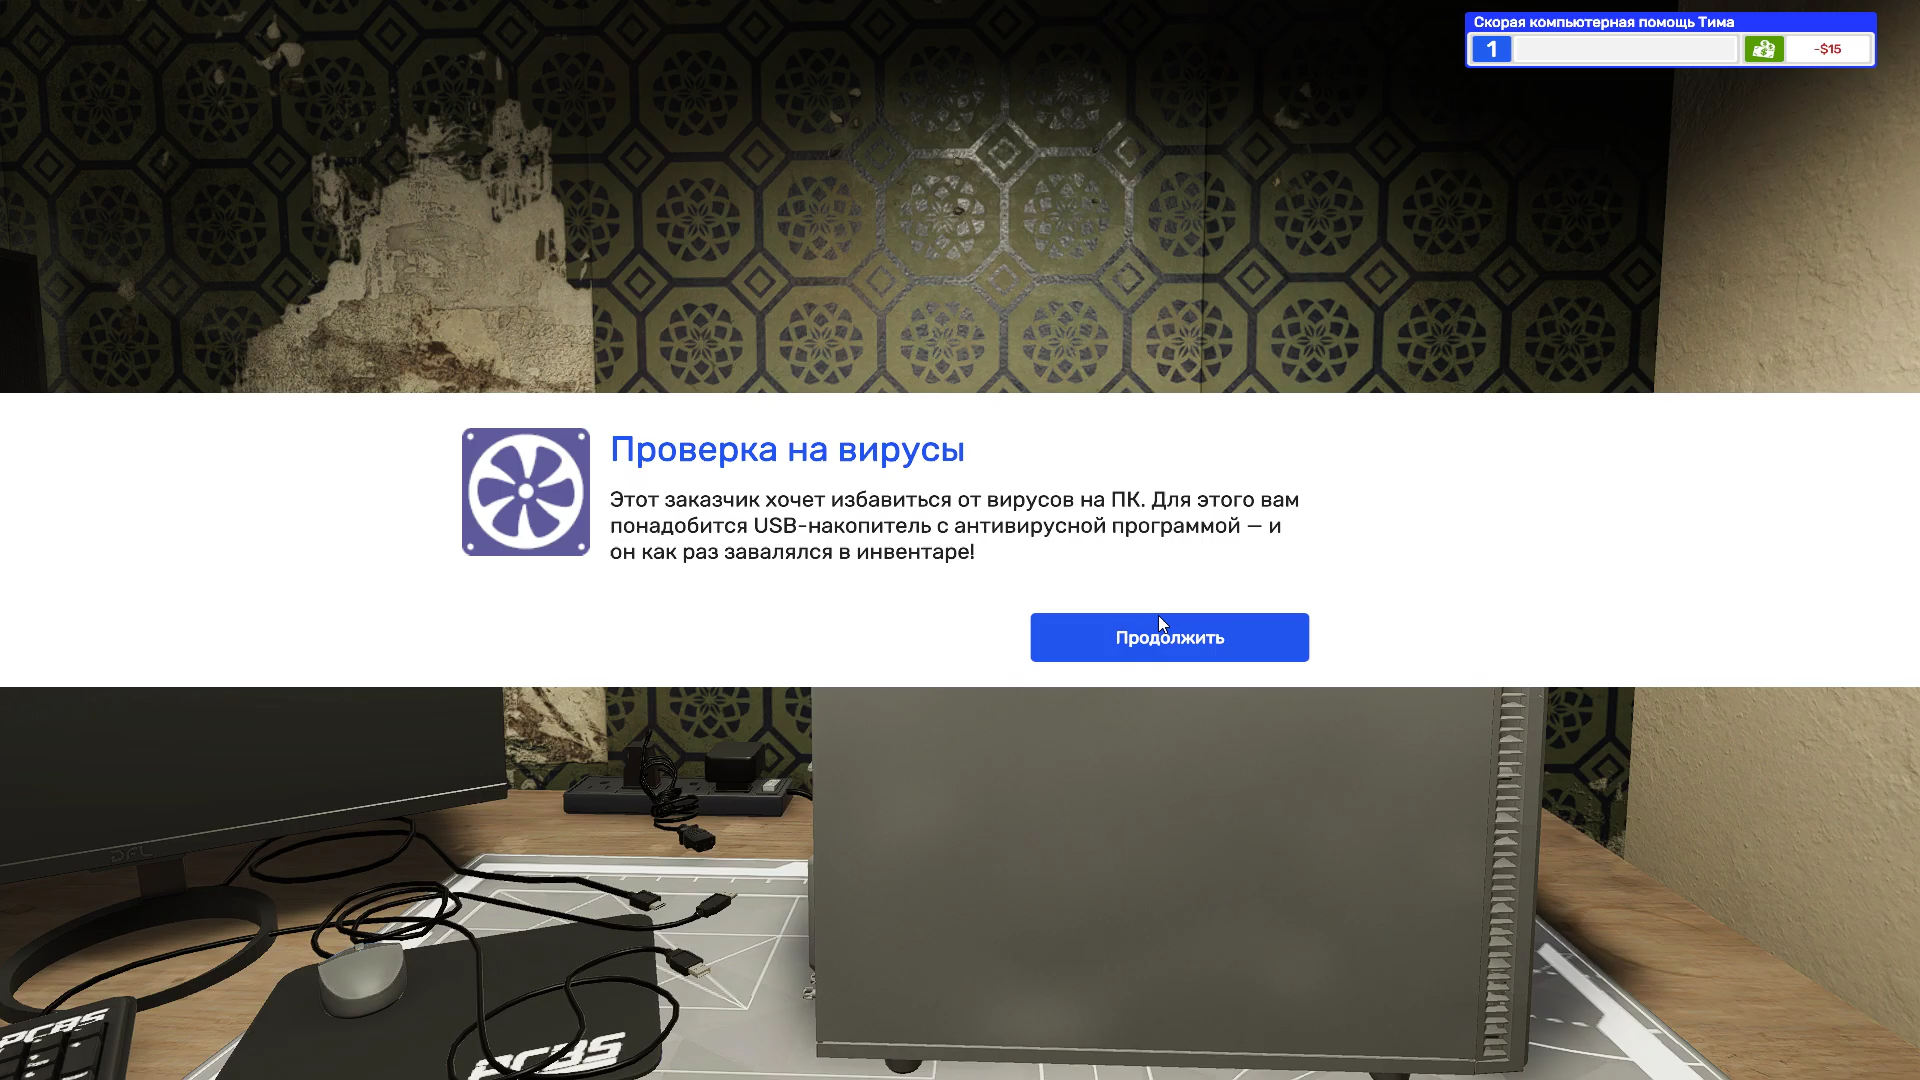 Скорая компьютерная помощь Тима
1
-$15
Проверка на вирусы
Этот заказчик хочет избавиться от вирусов на ПК. Для этого вам
понадобится USB-накопитель с антивирусной программой — и
он как раз завалялся в инвентаре!
Продолжить
DFL
PCBS
PCBS